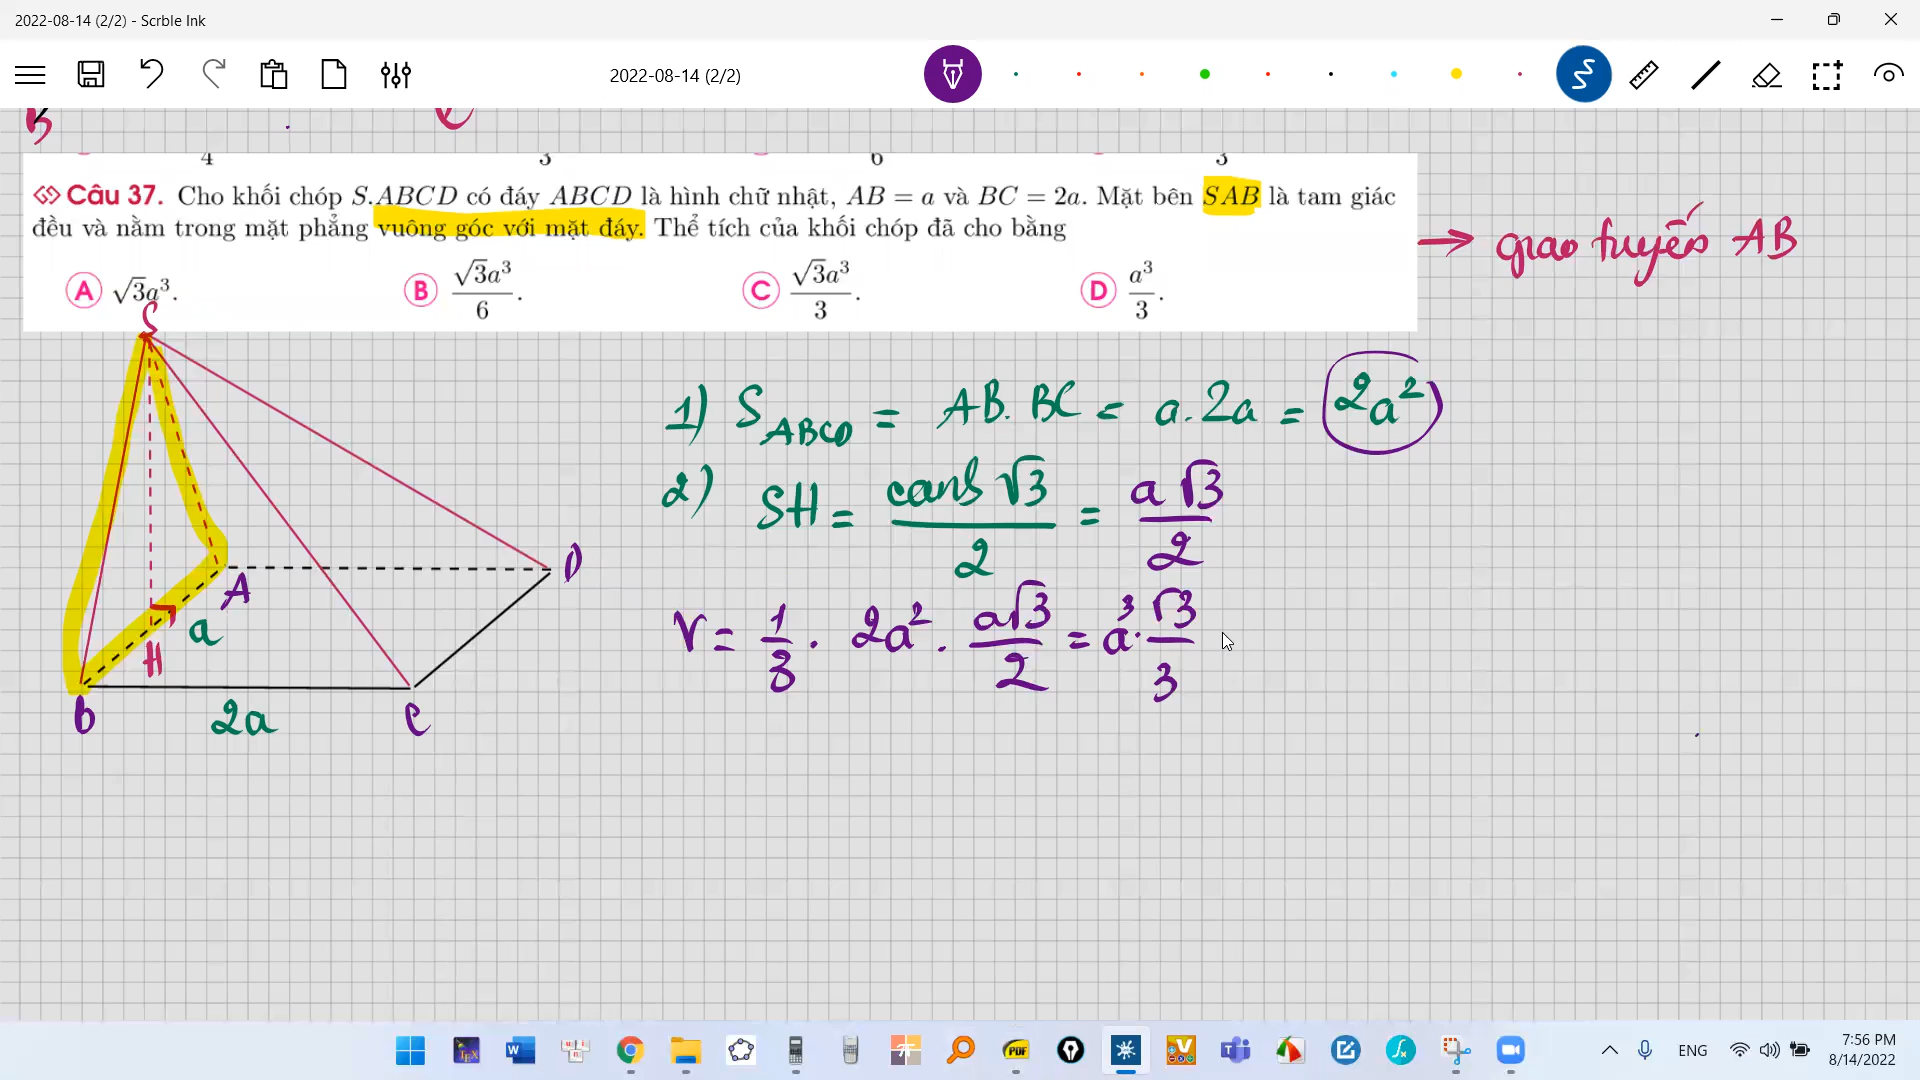 2022-08-14 (2/2) - Scrble Ink
2022-08-14 (2/2)
B C
4 3 6 3
Câu 37. Cho khối chóp S.ABCD có đáy ABCD là hình chữ nhật, AB = a và BC = 2a. Mặt bên SAB là tam giác
đều và nằm trong mặt phẳng vuông góc với mặt đáy. Thể tích của khối chóp đã cho bằng
→ giao tuyến AB
A √3a³. B √3a³/6. C √3a³/3. D a³/3.
S
1) S_ABCD = AB. BC = a. 2a = 2a²
2) SH = cạnh √3/2 = a√3/2
V = 1/3 . 2a² . a√3/2 = a³. √3/3
A
D
a
H
B
2a
C
ENG
7:56 PM
8/14/2022